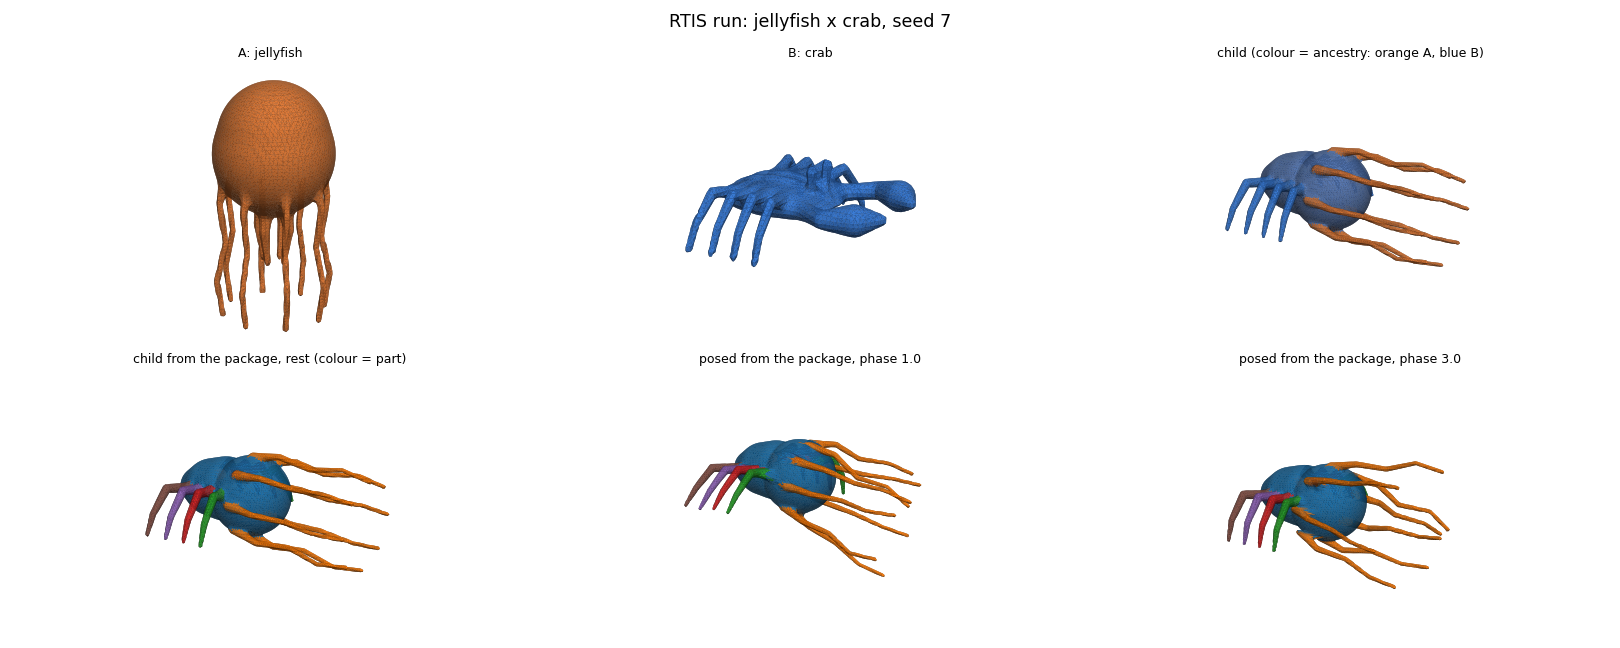 RTIS run: jellyfish x crab, seed 7
A: jellyfish
B: crab
child (colour = ancestry: orange A, blue B)
child from the package, rest (colour = part)
posed from the package, phase 1.0
posed from the package, phase 3.0